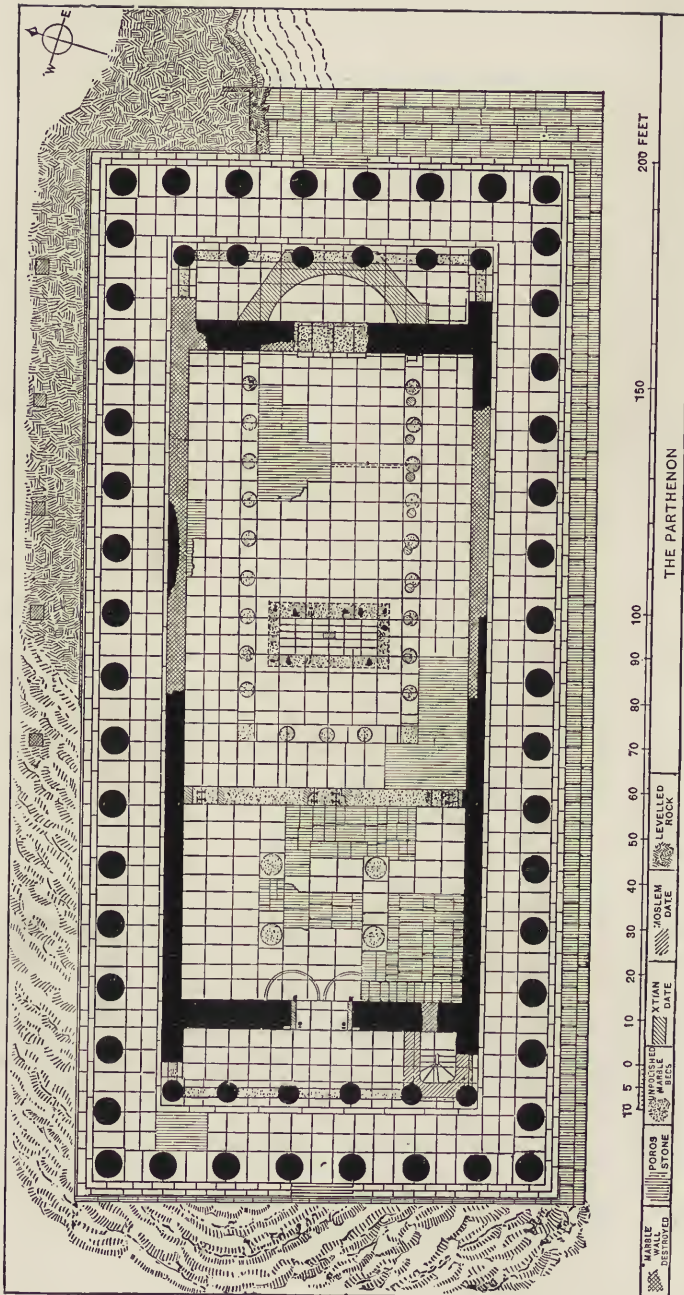 W E
T0 5 0 10 20 30 40 50 60 70 80 90 100 150 200 FEET
MARBLE
WALL
DESTROYED
POROS
STONE
UNPOLISHED
MARBLE
BEDS
XTIAN
DATE
MOSLEM
DATE
LEVELLED
ROCK
THE PARTHENON